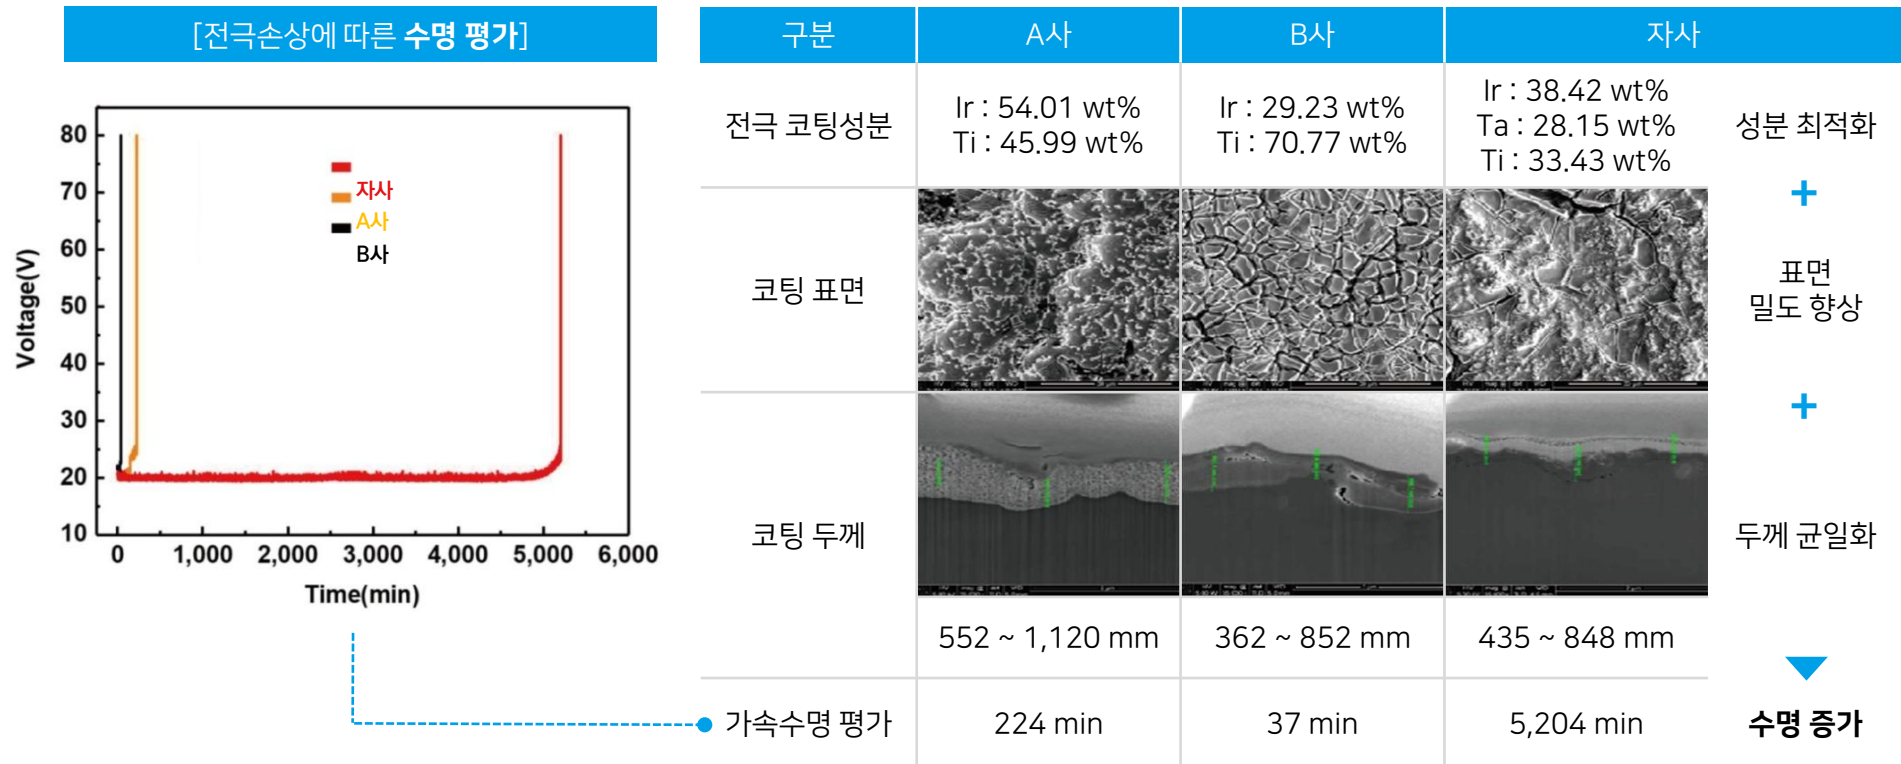 [전극손상에 따른 수명 평가]
80
70
60
50
40
30
20
10
Voltage(V)
0 1,000 2,000 3,000 4,000 5,000 6,000
Time(min)
자사
A사
B사
구분 A사 B사 자사
전극 코팅성분
Ir : 54.01 wt%
Ti : 45.99 wt%
Ir : 29.23 wt%
Ti : 70.77 wt%
Ir : 38.42 wt%
Ta : 28.15 wt%
Ti : 33.43 wt%
성분 최적화
+
코팅 표면
표면
밀도 향상
+
코팅 두께
두께 균일화
552 ~ 1,120 mm 362 ~ 852 mm 435 ~ 848 mm
가속수명 평가 224 min 37 min 5,204 min 수명 증가